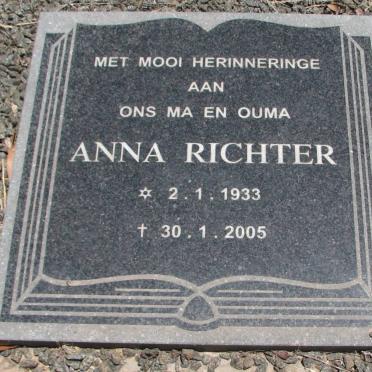 MET MOOI HERINNERINGE
AAN
ONS MA EN OUMA
ANNA RICHTER
✡ 2.1.1933
† 30.1.2005